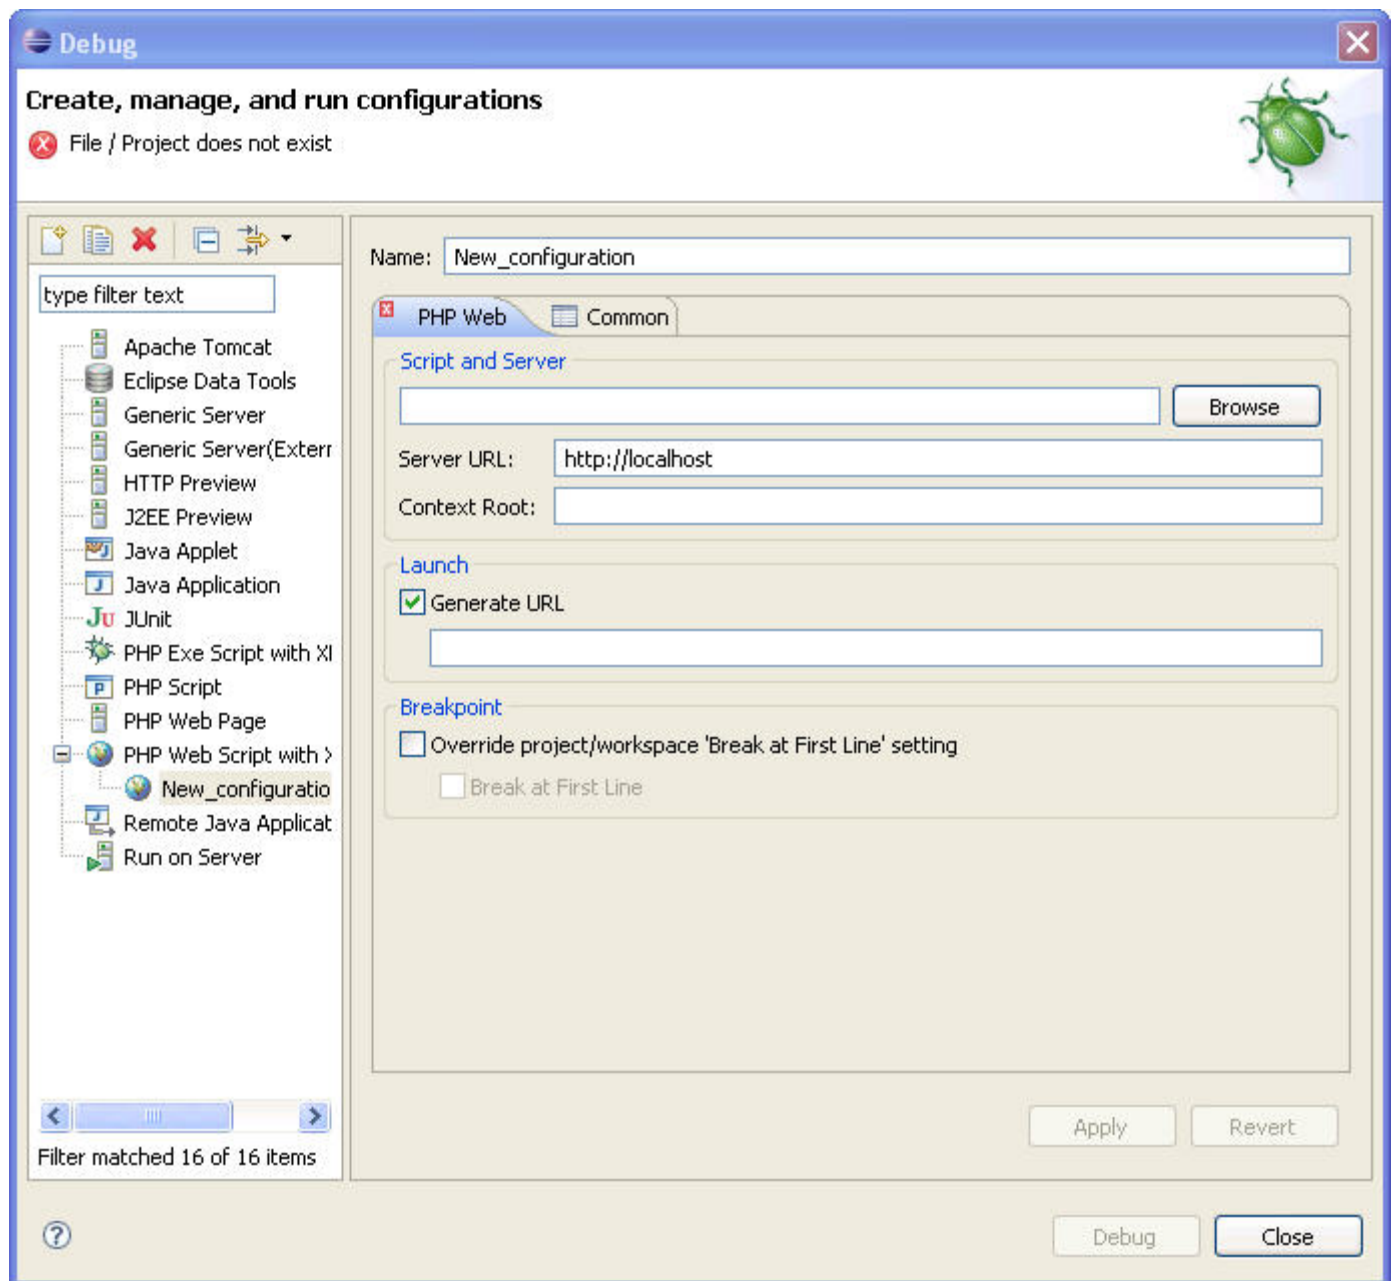 Debug
Create, manage, and run configurations
File / Project does not exist
type filter text
Apache Tomcat
Eclipse Data Tools
Generic Server
Generic Server(Extern
HTTP Preview
J2EE Preview
Java Applet
Java Application
Ju JUnit
PHP Exe Script with XI
PHP Script
PHP Web Page
PHP Web Script with X
New_configuratio
Remote Java Applicat
Run on Server
Filter matched 16 of 16 items
Name: New_configuration
PHP Web Common
Script and Server
Browse
Server URL: http://localhost
Context Root:
Launch
Generate URL
Breakpoint
Override project/workspace 'Break at First Line' setting
Break at First Line
Apply Revert
Debug Close